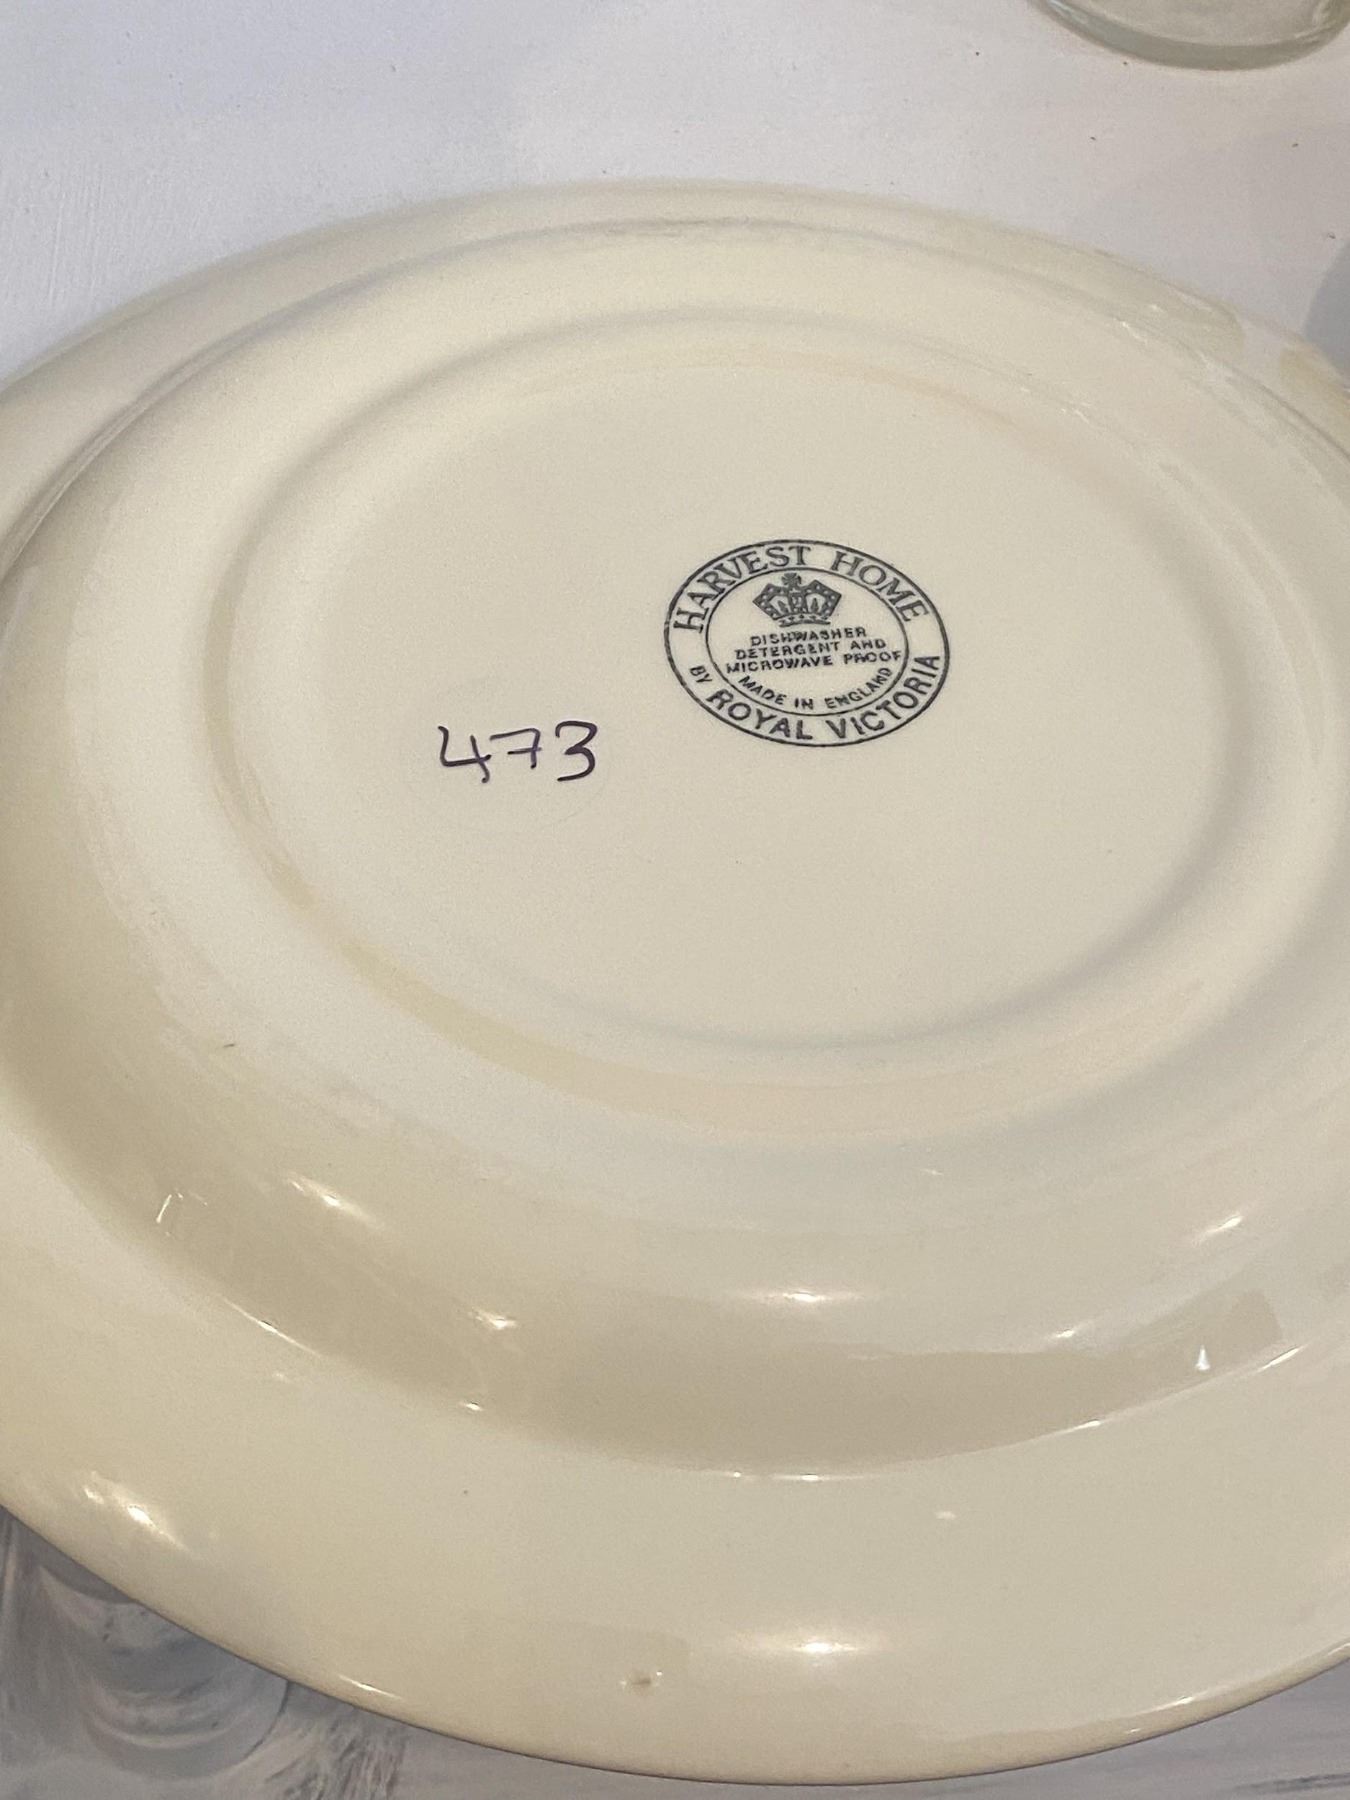 HARVEST HOME
DISHWASHER
DETERGENT AND
MICROWAVE PROOF
MADE IN ENGLAND
BY ROYAL VICTORIA
473